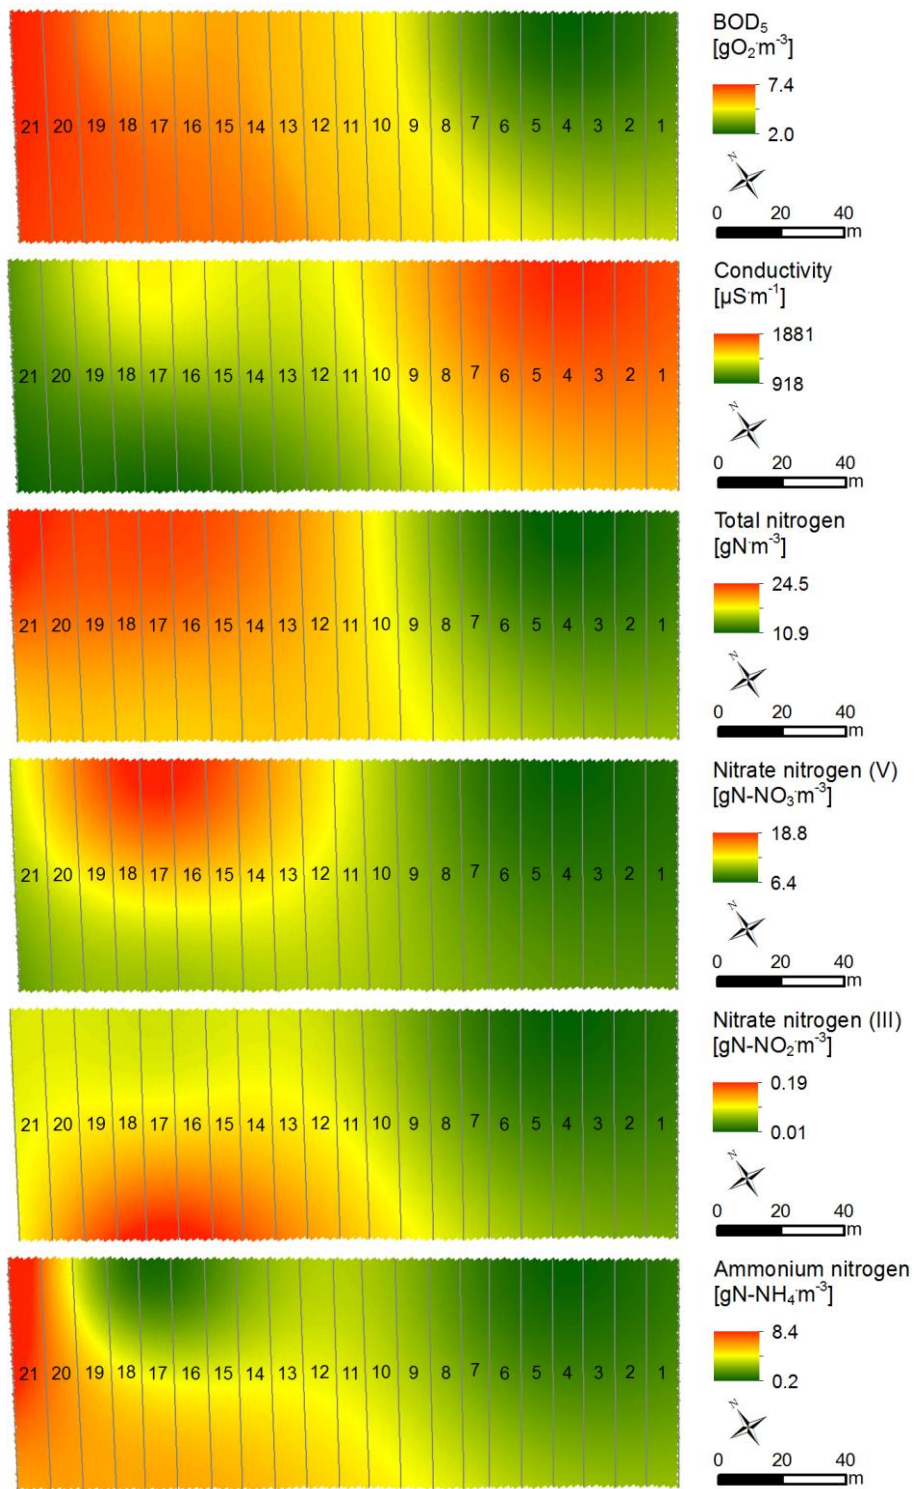 BOD₅
[gO₂·m⁻³]
7.4
2.0
N
0 20 40
m
21 20 19 18 17 16 15 14 13 12 11 10 9 8 7 6 5 4 3 2 1
Conductivity
[µS·m⁻¹]
1881
918
N
0 20 40
m
21 20 19 18 17 16 15 14 13 12 11 10 9 8 7 6 5 4 3 2 1
Total nitrogen
[gN·m⁻³]
24.5
10.9
N
0 20 40
m
21 20 19 18 17 16 15 14 13 12 11 10 9 8 7 6 5 4 3 2 1
Nitrate nitrogen (V)
[gN-NO₃·m⁻³]
18.8
6.4
N
0 20 40
m
21 20 19 18 17 16 15 14 13 12 11 10 9 8 7 6 5 4 3 2 1
Nitrate nitrogen (III)
[gN-NO₂·m⁻³]
0.19
0.01
N
0 20 40
m
21 20 19 18 17 16 15 14 13 12 11 10 9 8 7 6 5 4 3 2 1
Ammonium nitrogen
[gN-NH₄·m⁻³]
8.4
0.2
N
0 20 40
m
21 20 19 18 17 16 15 14 13 12 11 10 9 8 7 6 5 4 3 2 1